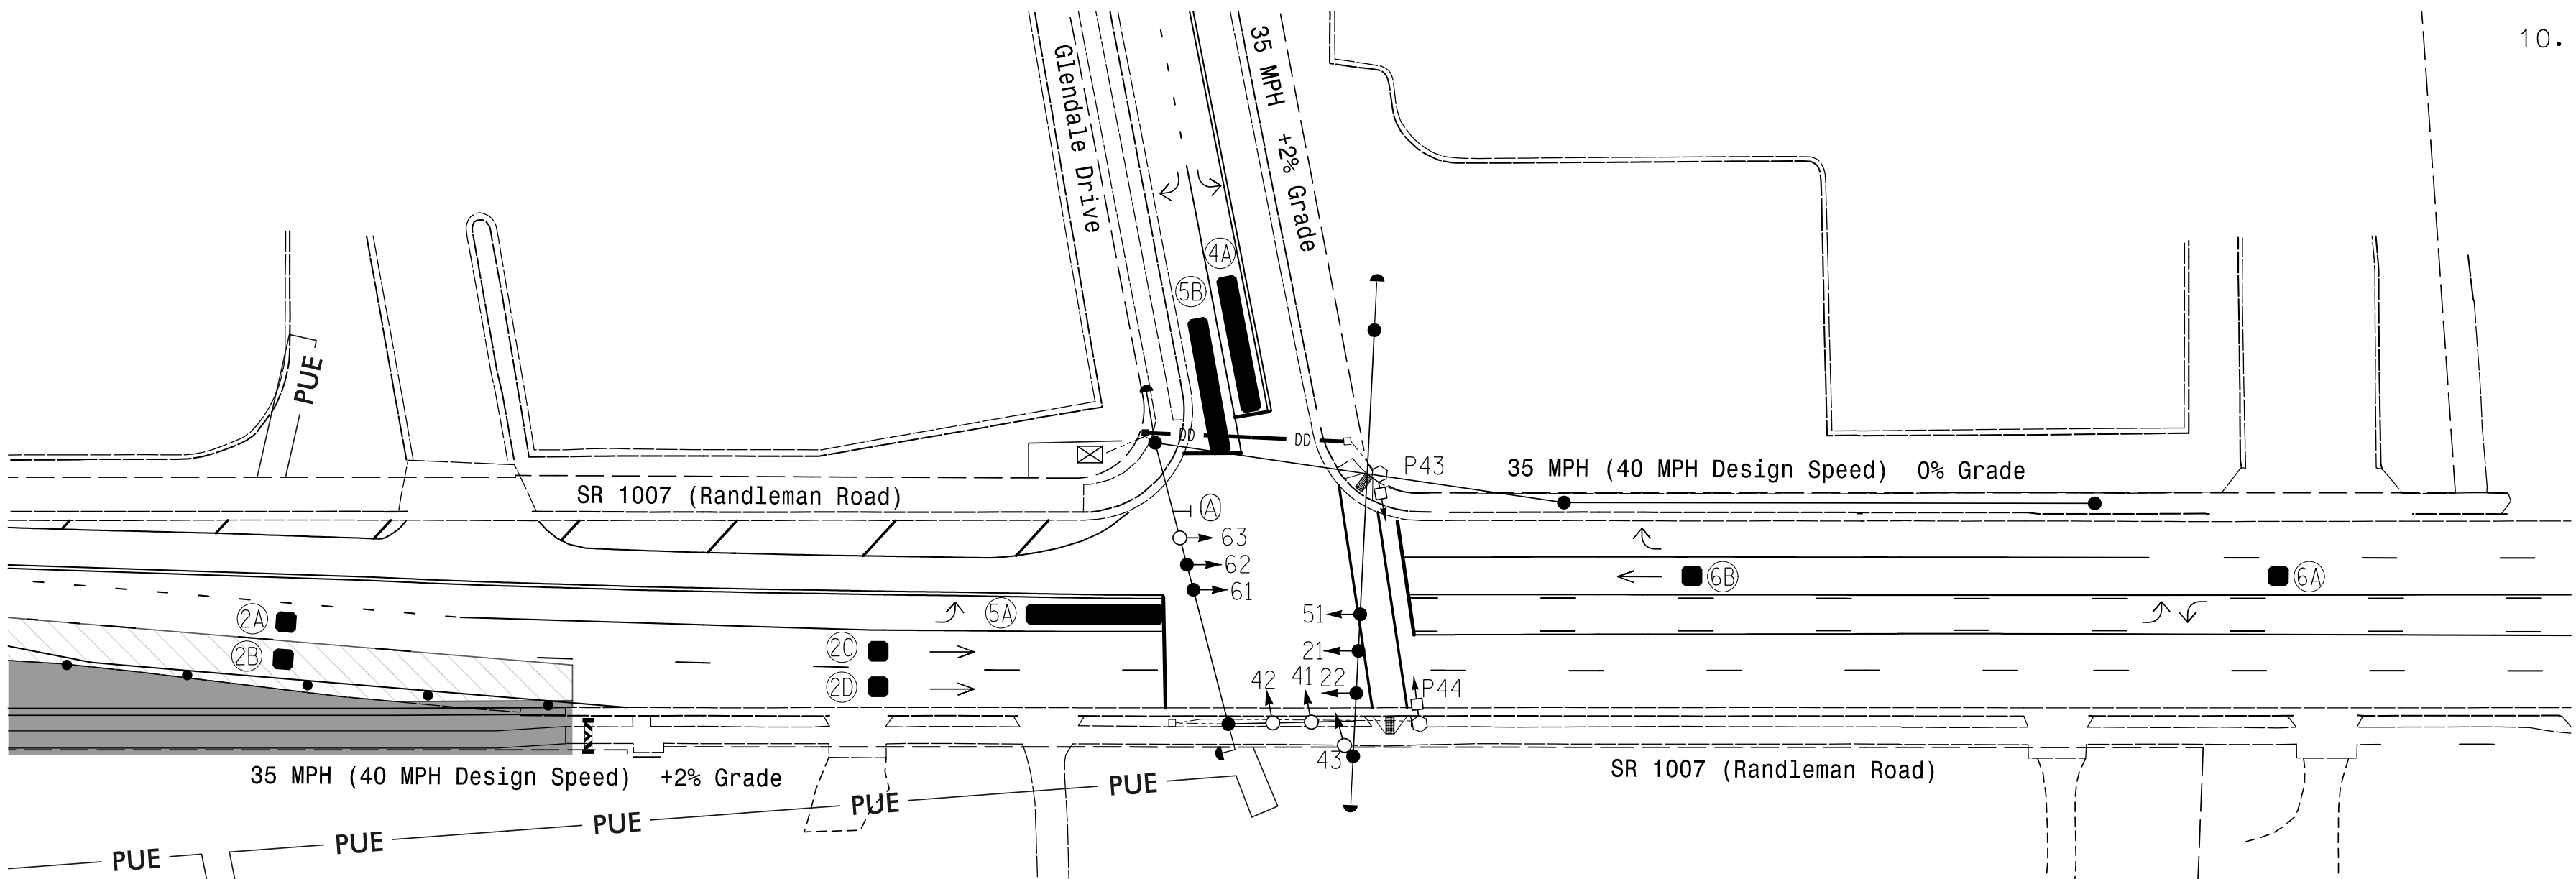 10.
Glendale Drive
35 MPH +2% Grade
4A
5B
PUE
DD
DD
P43
35 MPH (40 MPH Design Speed) 0% Grade
SR 1007 (Randleman Road)
A
63
62
61
6B
6A
2A
2B
5A
51
2C
21
2D
42
41
22
P44
43
35 MPH (40 MPH Design Speed) +2% Grade
SR 1007 (Randleman Road)
PUE
PUE
PUE
PUE
PUE